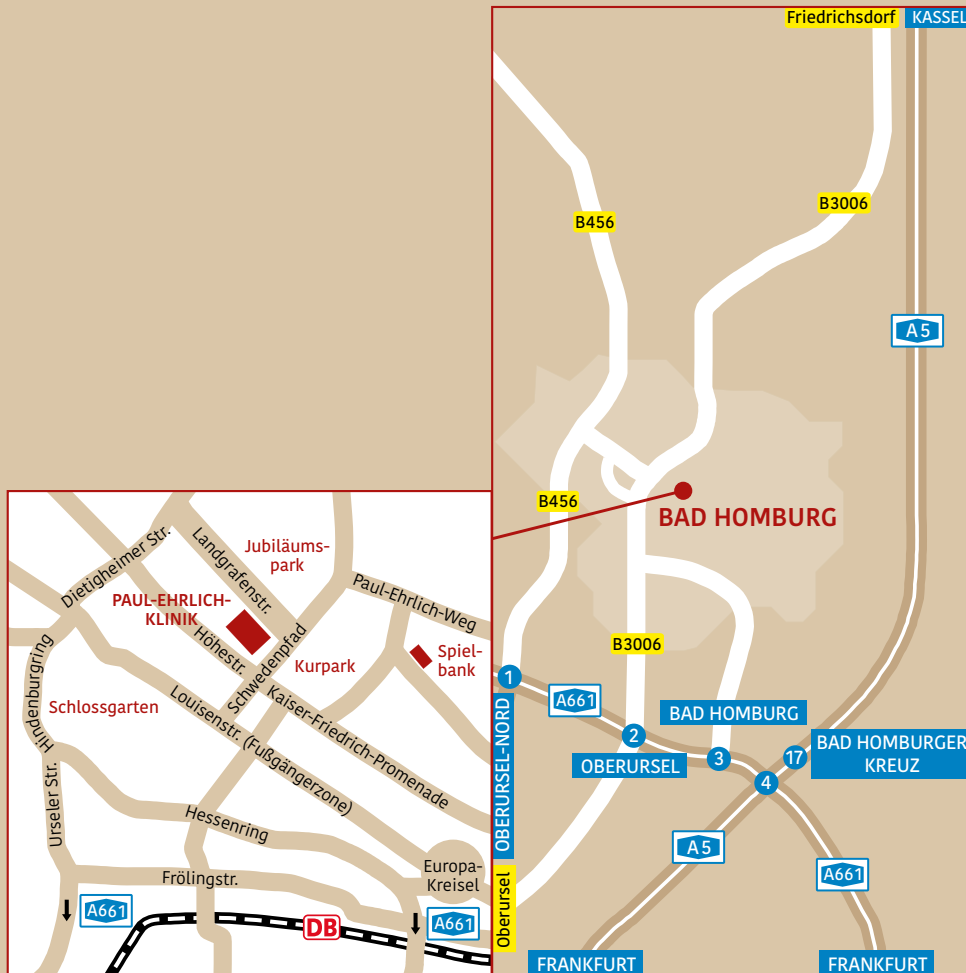 Friedrichsdorf
KASSEL
B456
B3006
A5
B456
BAD HOMBURG
B3006
1
A661
2
BAD HOMBURG
OBERURSEL
3
17
BAD HOMBURGER
KREUZ
4
OBERURSEL-NORD
A5
A661
Oberursel
FRANKFURT
FRANKFURT
Dietigheimer Str.
Landgrafenstr.
Jubiläums-
park
Paul-Ehrlich-Weg
PAUL-EHRLICH-
KLINIK
Höhestr.
Schwedenpfad
Kurpark
Spiel-
bank
Hindenburgring
Schlossgarten
Louisenstr. (Fußgängerzone)
Kaiser-Friedrich-Promenade
Urseler Str.
Hessenring
Europa-
Kreisel
Frölingstr.
A661
DB
A661